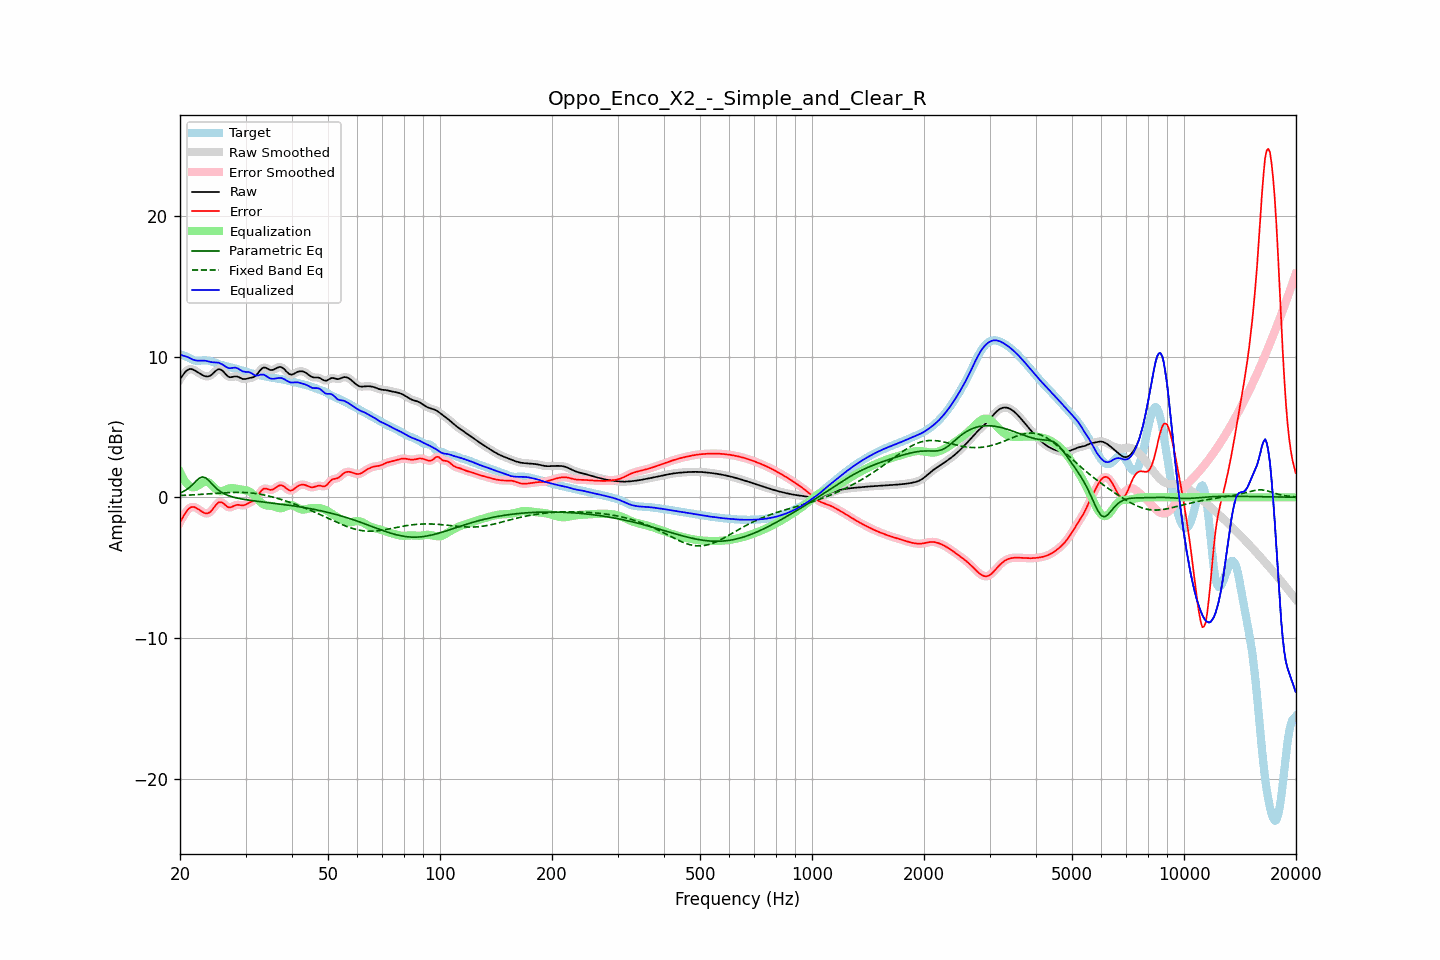 Oppo_Enco_X2_-_Simple_and_Clear_R
Target
Raw Smoothed
Error Smoothed
Raw
Error
Equalization
Parametric Eq
Fixed Band Eq
Equalized
20
10
0
−10
−20
Amplitude (dBr)
20
50
100
200
500
1000
2000
5000
10000
20000
Frequency (Hz)